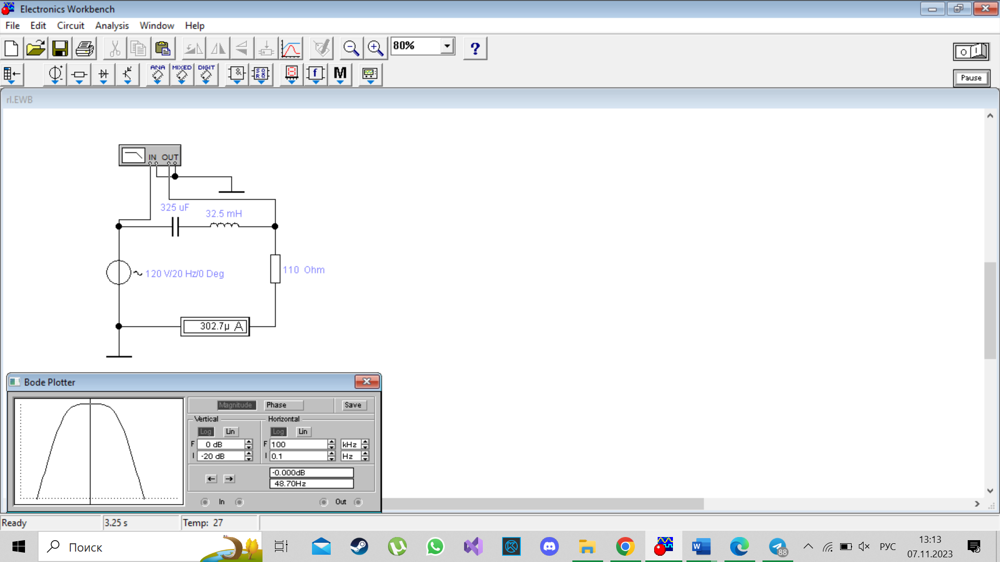 Electronics Workbench
File Edit Circuit Analysis Window Help
80%
?
O I
ANA MIXED DIGIT
&
f
M
Pause
rl.EWB
IN OUT
325 uF
32.5 mH
120 V/20 Hz/0 Deg
110 Ohm
302.7µ A
Bode Plotter
Magnitude Phase Save
Vertical Horizontal
Log Lin Log Lin
F 0 dB F 100 kHz
I -20 dB I 0.1 Hz
-0.000dB
48.70Hz
In Out
Ready 3.25 s Temp: 27
Поиск
88
РУС
13:13
07.11.2023